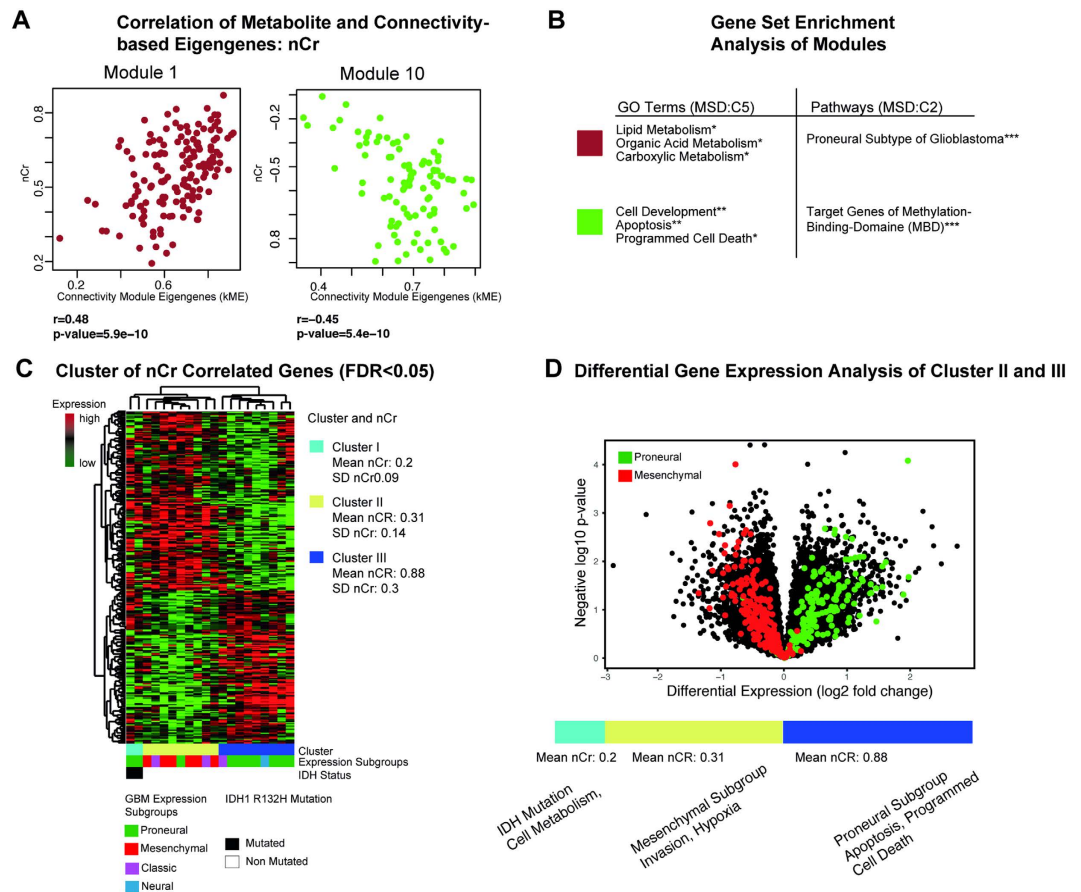 A
Correlation of Metabolite and Connectivity-
based Eigengenes: nCr
Module 1
Module 10
nCr
0.8
0.5
0.2
0.2
0.6
Connectivity Module Eigengenes (kME)
r=0.48
p-value=5.9e-10
nCr
-0.2
-0.5
0.8
0.4
0.7
Connectivity Module Eigengenes (kME)
r=-0.45
p-value=5.4e-10
B
Gene Set Enrichment
Analysis of Modules
GO Terms (MSD:C5)
Pathways (MSD:C2)
Lipid Metabolism*
Organic Acid Metabolism*
Carboxylic Metabolism*
Proneural Subtype of Glioblastoma***
Cell Development**
Apoptosis**
Programmed Cell Death*
Target Genes of Methylation-
Binding-Domaine (MBD)***
C
Cluster of nCr Correlated Genes (FDR<0.05)
Expression
high
low
Cluster and nCr
Cluster I
Mean nCr: 0.2
SD nCr0.09
Cluster II
Mean nCR: 0.31
SD nCr: 0.14
Cluster III
Mean nCR: 0.88
SD nCr: 0.3
Cluster
Expression Subgroups
IDH Status
GBM Expression
Subgroups
Proneural
Mesenchymal
Classic
Neural
IDH1 R132H Mutation
Mutated
Non Mutated
D
Differential Gene Expression Analysis of Cluster II and III
Proneural
Mesenchymal
Negative log10 p-value
4
3
2
1
0
-3
-2
-1
0
1
2
3
Differential Expression (log2 fold change)
Mean nCr: 0.2
Mean nCR: 0.31
Mean nCR: 0.88
IDH Mutation
Cell Metabolism,
Mesenchymal Subgroup
Invasion, Hypoxia
Proneural Subgroup
Apoptosis, Programmed
Cell Death